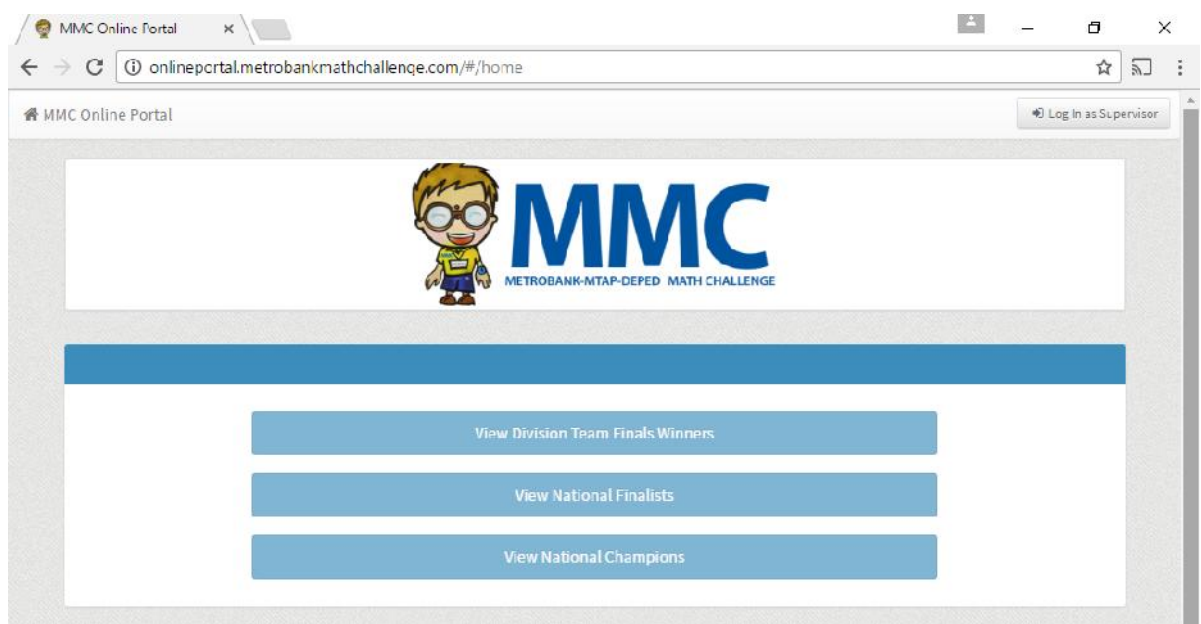 MMC Online Portal
onlineportal.metrobankmathchallenge.com/#/home
MMC Online Portal
Log In as Supervisor
MMC
METROBANK-MTAP-DEPED MATH CHALLENGE
View Division Team Finals Winners
View National Finalists
View National Champions